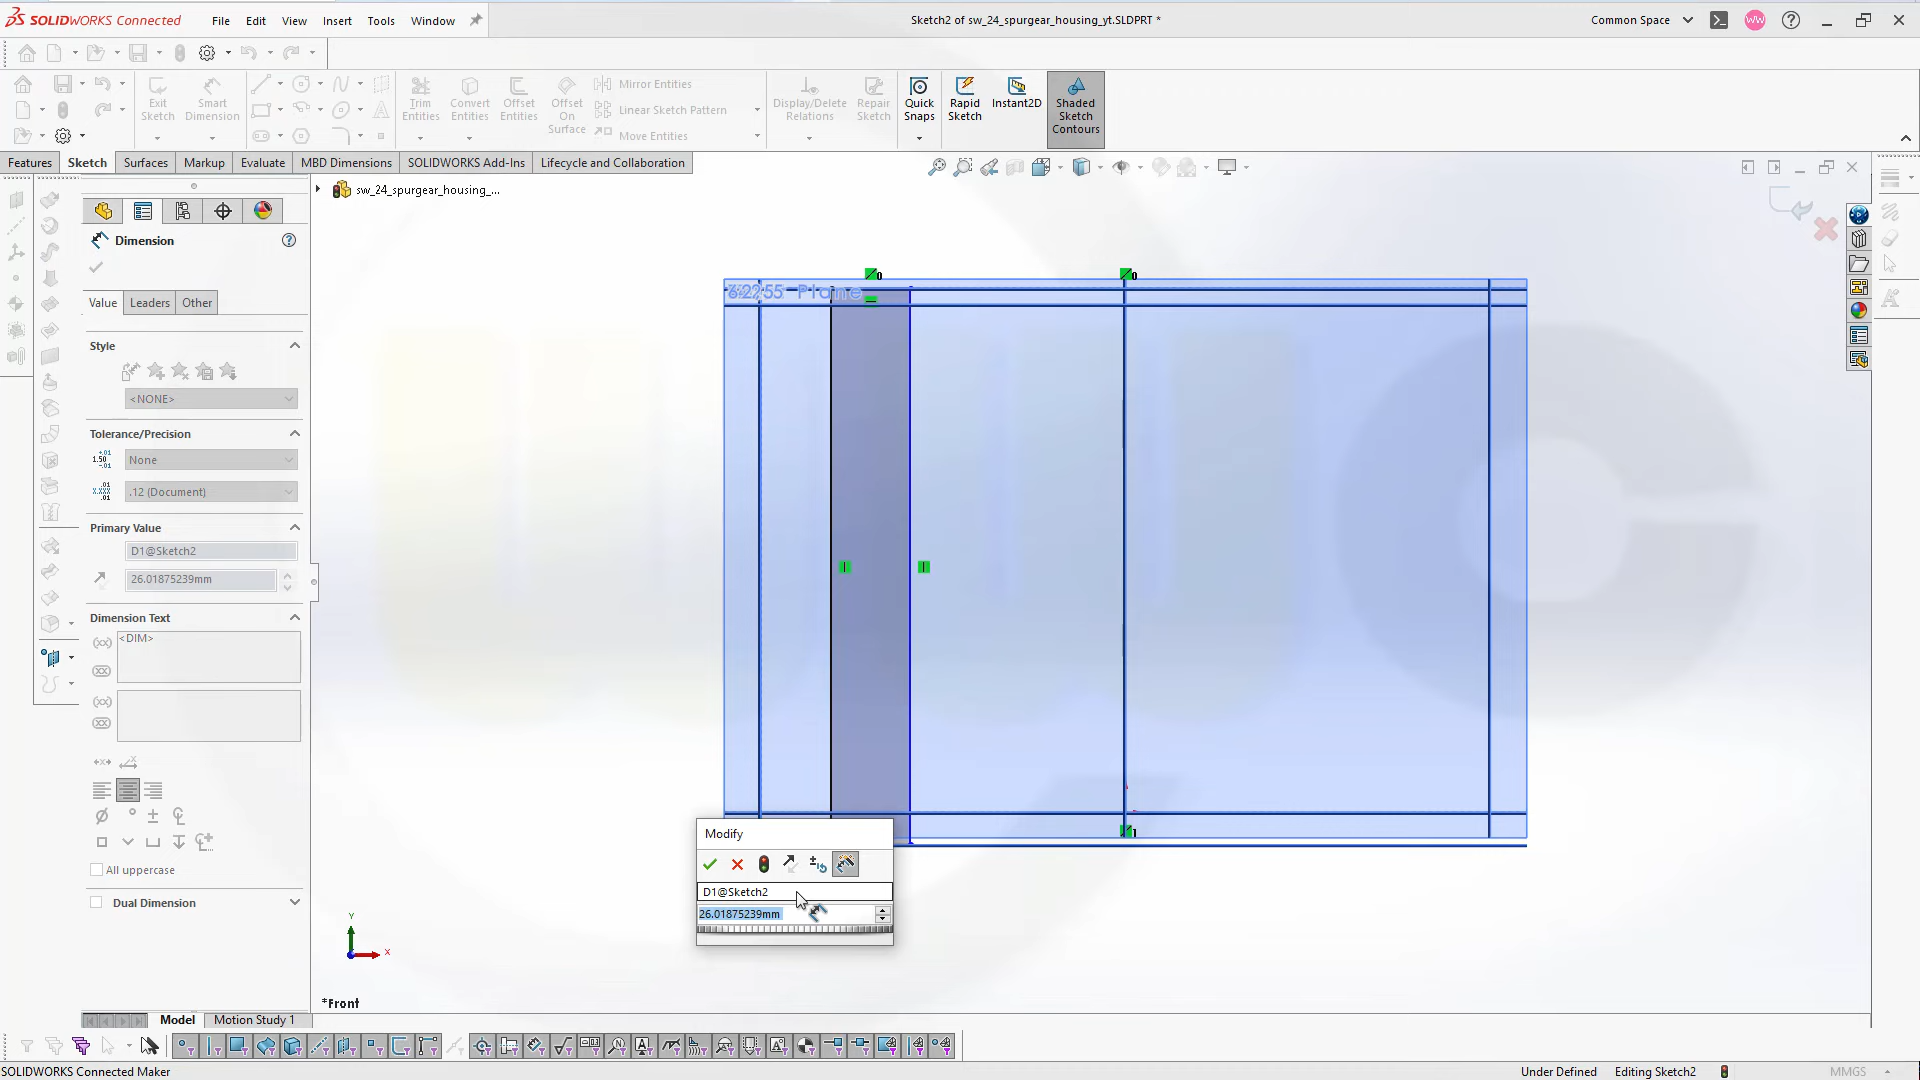 SOLIDWORKS Connected
File Edit View Insert Tools Window
Sketch2 of sw_24_spurgear_housing_yt.SLDPRT *
Common Space
WW
Exit Sketch
Smart Dimension
Trim Entities
Convert Entities
Offset Entities
Offset On Surface
Mirror Entities
Linear Sketch Pattern
Move Entities
Display/Delete Relations
Repair Sketch
Quick Snaps
Rapid Sketch
Instant2D
Shaded Sketch Contours
Features Sketch Surfaces Markup Evaluate MBD Dimensions SOLIDWORKS Add-Ins Lifecycle and Collaboration
sw_24_spurgear_housing_...
Dimension
Value Leaders Other
Style
<NONE>
Tolerance/Precision
None
.12 (Document)
Primary Value
D1@Sketch2
26.01875239mm
Dimension Text
<DIM>
All uppercase
Dual Dimension
Modify
D1@Sketch2
26.01875239mm
Y
X
*Front
Model Motion Study 1
SOLIDWORKS Connected Maker
Under Defined Editing Sketch2 MMGS